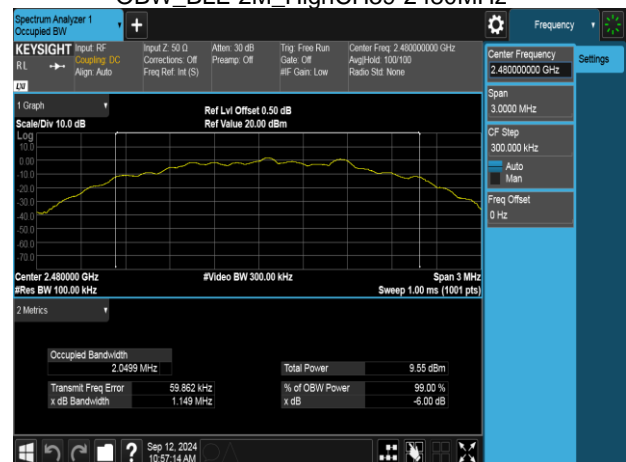 OBW_BLE-2M_HighCH39-2480MHz
Spectrum Analyzer 1
Occupied BW
Frequency
KEYSIGHT
RL
LXI
Input: RF
Coupling: DC
Align: Auto
Input Z: 50 Ω
Corrections: Off
Freq Ref: Int (S)
Atten: 30 dB
Preamp: Off
Trig: Free Run
Gate: Off
#IF Gain: Low
Center Freq: 2.480000000 GHz
Avg|Hold: 100/100
Radio Std: None
Center Frequency
2.480000000 GHz
Settings
Span
3.0000 MHz
CF Step
300.000 kHz
Auto
Man
Freq Offset
0 Hz
1 Graph
Scale/Div 10.0 dB
Ref Lvl Offset 0.50 dB
Ref Value 20.00 dBm
Log
10.0
0.00
-10.0
-20.0
-30.0
-40.0
-50.0
-60.0
-70.0
Center 2.480000 GHz
#Res BW 100.00 kHz
#Video BW 300.00 kHz
Span 3 MHz
Sweep 1.00 ms (1001 pts)
2 Metrics
Occupied Bandwidth
2.0499 MHz
Transmit Freq Error 59.862 kHz
x dB Bandwidth 1.149 MHz
Total Power 9.55 dBm
% of OBW Power 99.00 %
x dB -6.00 dB
Sep 12, 2024
10:57:14 AM